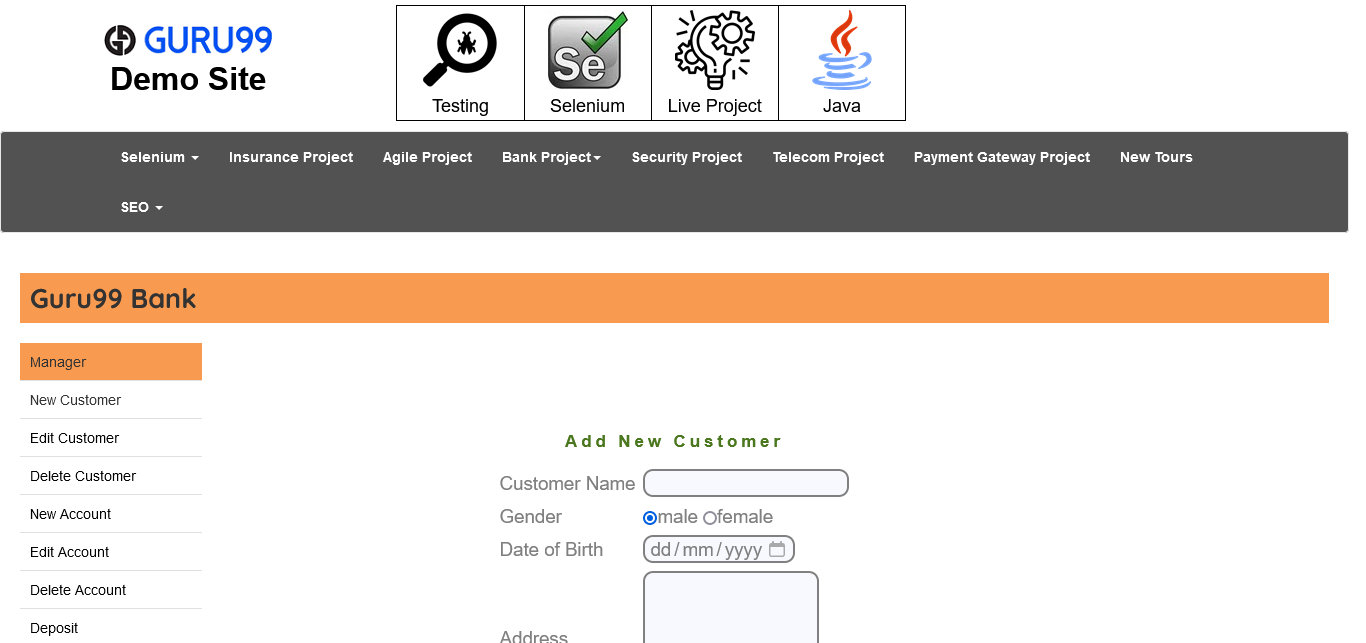 GURU99
Demo Site
Se
Testing
Selenium
Live Project
Java
Selenium
Insurance Project
Agile Project
Bank Project
Security Project
Telecom Project
Payment Gateway Project
New Tours
SEO
Guru99 Bank
Manager
New Customer
Edit Customer
Delete Customer
New Account
Edit Account
Delete Account
Deposit
Add New Customer
Customer Name
Gender
male female
Date of Birth
dd/mm/yyyy
Address